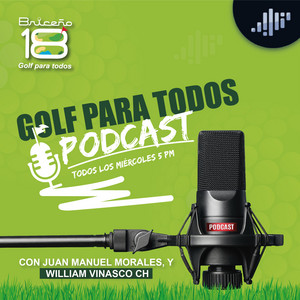 Briceño
18
Golf para todos
GOLF PARA TODOS
PODCAST
TODOS LOS MIÉRCOLES 5 PM
PODCAST
CON JUAN MANUEL MORALES, Y
WILLIAM VINASCO CH